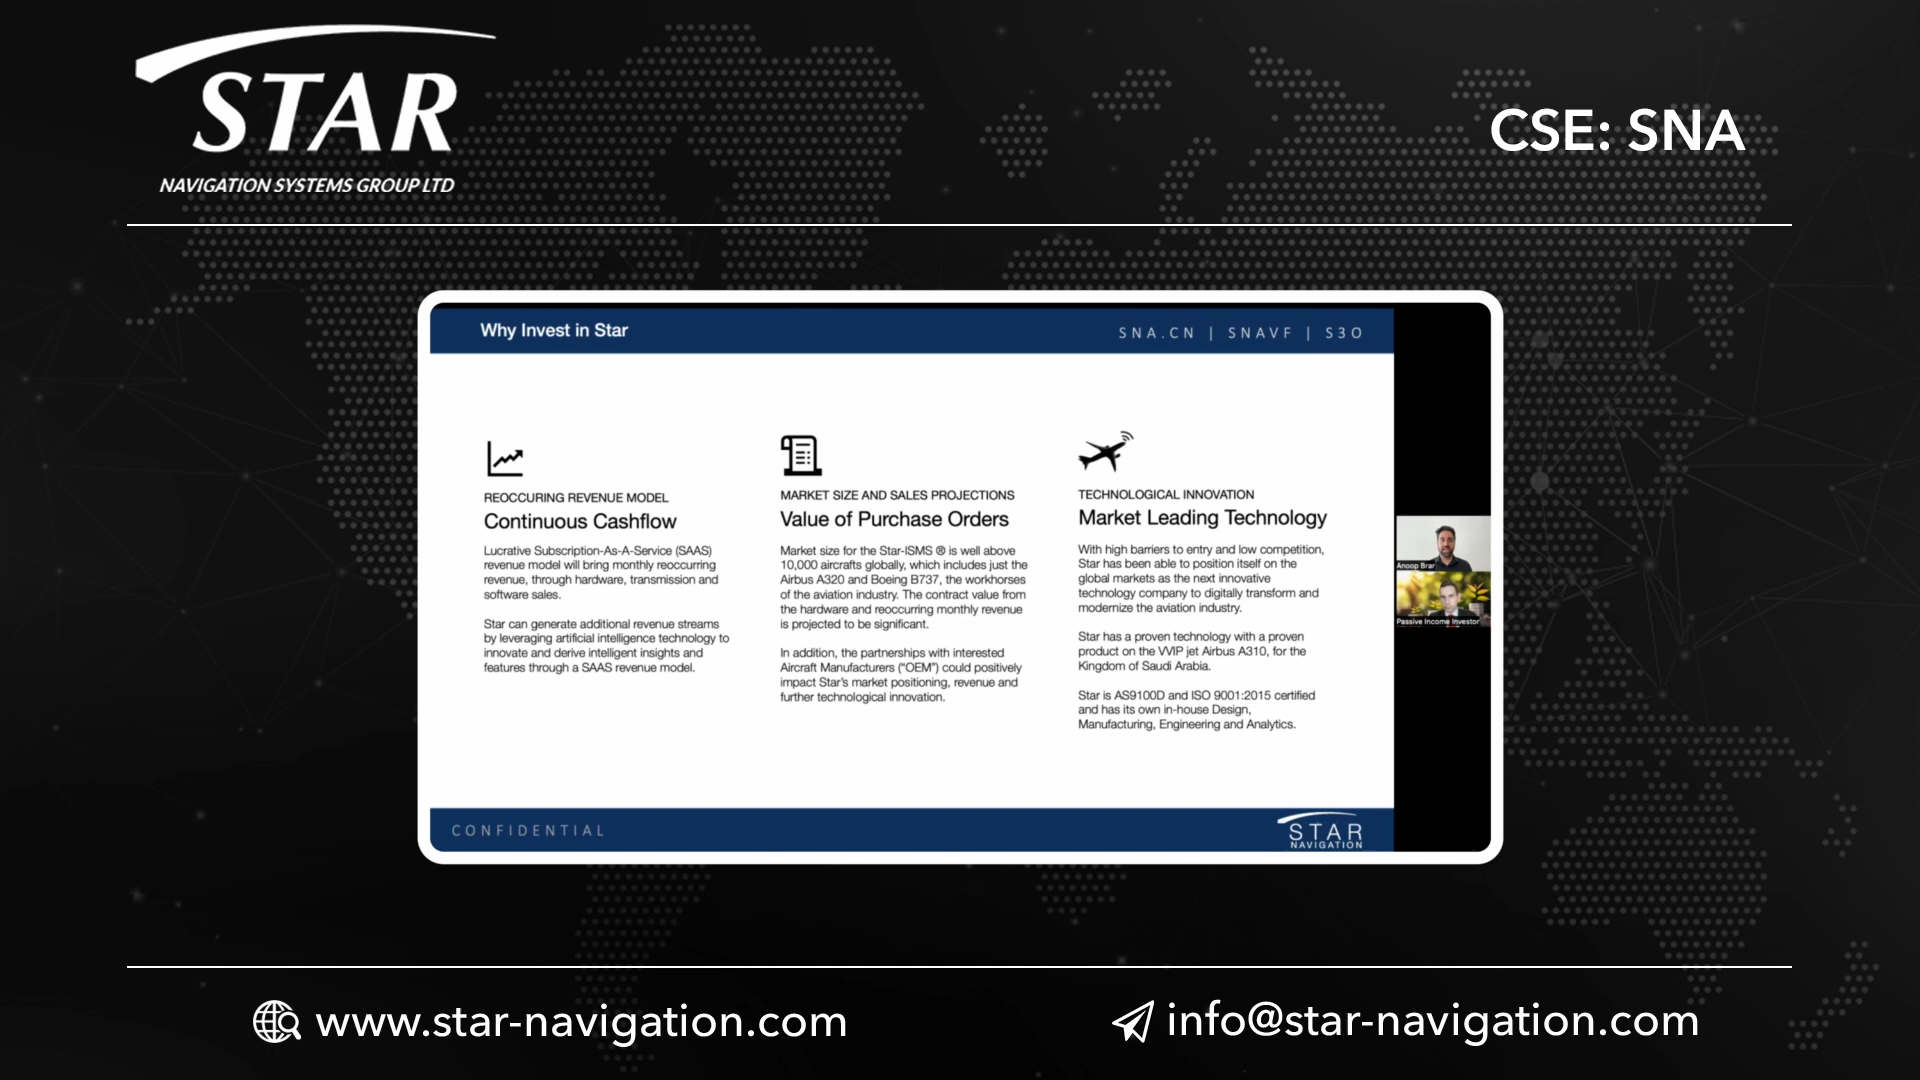 STAR
NAVIGATION SYSTEMS GROUP LTD
CSE: SNA
Why Invest in Star
SNA.CN | SNAVF | S3O
REOCCURING REVENUE MODEL
Continuous Cashflow
Lucrative Subscription-As-A-Service (SAAS)
revenue model will bring monthly reoccurring
revenue, through hardware, transmission and
software sales.
Star can generate additional revenue streams
by leveraging artificial intelligence technology to
innovate and derive intelligent insights and
features through a SAAS revenue model.
MARKET SIZE AND SALES PROJECTIONS
Value of Purchase Orders
Market size for the Star-ISMS ® is well above
10,000 aircrafts globally, which includes just the
Airbus A320 and Boeing B737, the workhorses
of the aviation industry. The contract value from
the hardware and reoccurring monthly revenue
is projected to be significant.
In addition, the partnerships with interested
Aircraft Manufacturers (“OEM”) could positively
impact Star’s market positioning, revenue and
further technological innovation.
TECHNOLOGICAL INNOVATION
Market Leading Technology
With high barriers to entry and low competition,
Star has been able to position itself on the
global markets as the next innovative
technology company to digitally transform and
modernize the aviation industry.
Star has a proven technology with a proven
product on the VVIP jet Airbus A310, for the
Kingdom of Saudi Arabia.
Star is AS9100D and ISO 9001:2015 certified
and has its own in-house Design,
Manufacturing, Engineering and Analytics.
Anoop Brar
Passive Income Investor
CONFIDENTIAL
STAR
NAVIGATION
www.star-navigation.com
info@star-navigation.com